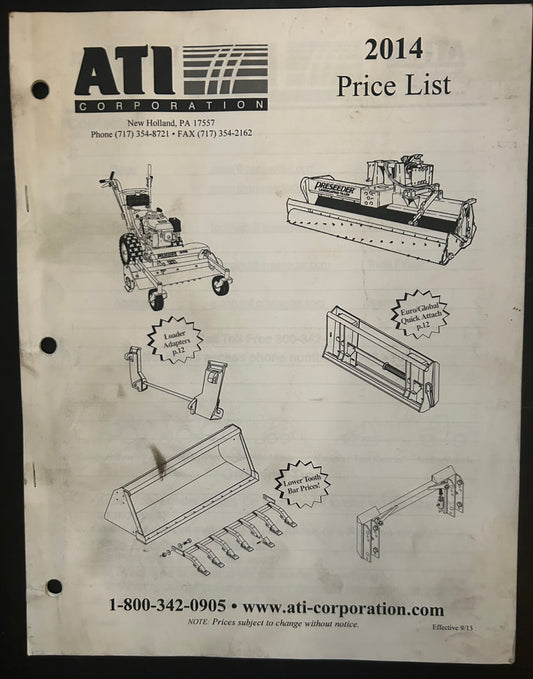 ATI
CORPORATION
New Holland, PA 17557
Phone (717) 354-8721 • FAX (717) 354-2162
2014
Price List
PRESEEDER
Loader
Adapters
p.12
Euro/Global
Quick Attach
p.12
Lower Tooth
Bar Prices!
1-800-342-0905 • www.ati-corporation.com
NOTE: Prices subject to change without notice.
Effective 9/13